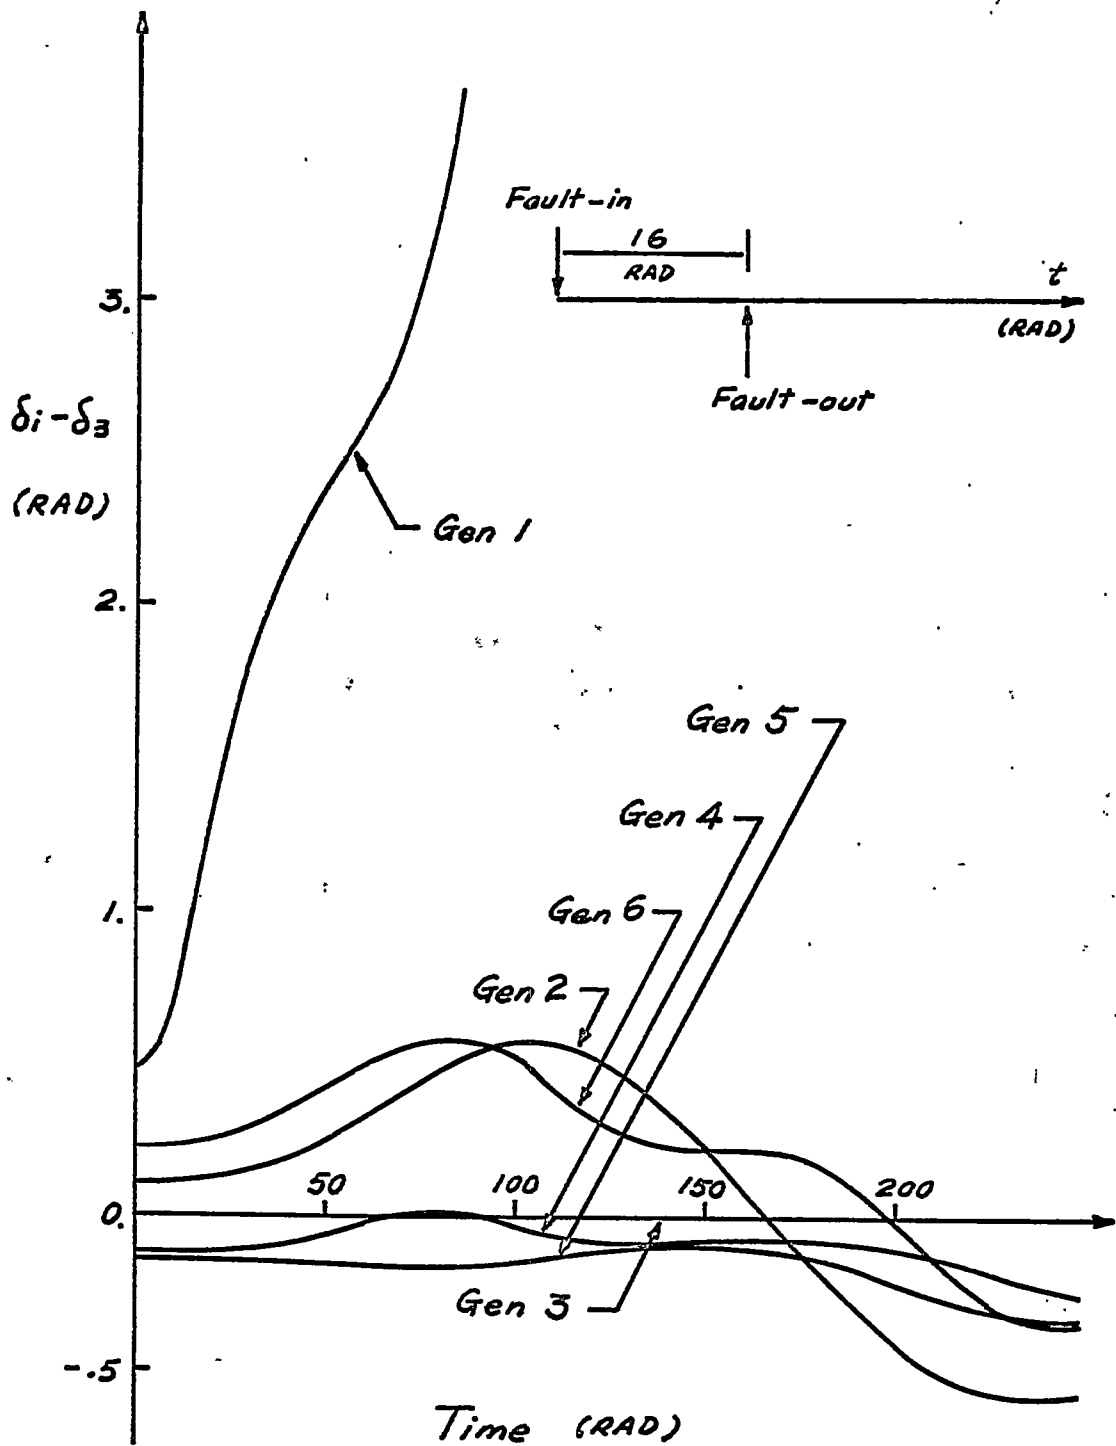 Fault-in
16
RAD
t
(RAD)
Fault-out
3.
δi-δ3
(RAD)
Gen 1
2.
Gen 5
Gen 4
1.
Gen 6
Gen 2
50
100
150
200
0.
Gen 3
-.5
Time (RAD)